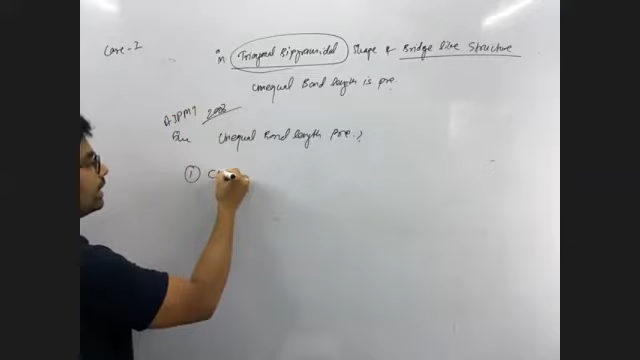 Case-I
in Trigonal Bipyramidal shape & Bridge like Structure
Unequal Bond length is pre.
AIPMT
Que Unequal Bond length Pre.?
① C